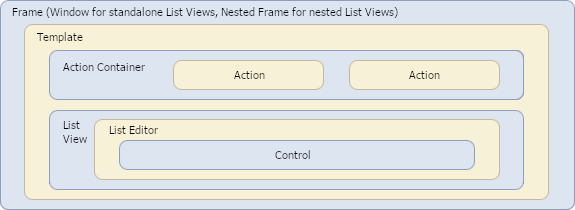 Frame (Window for standalone List Views, Nested Frame for nested List Views)
Template
Action Container
Action
Action
List
View
List Editor
Control